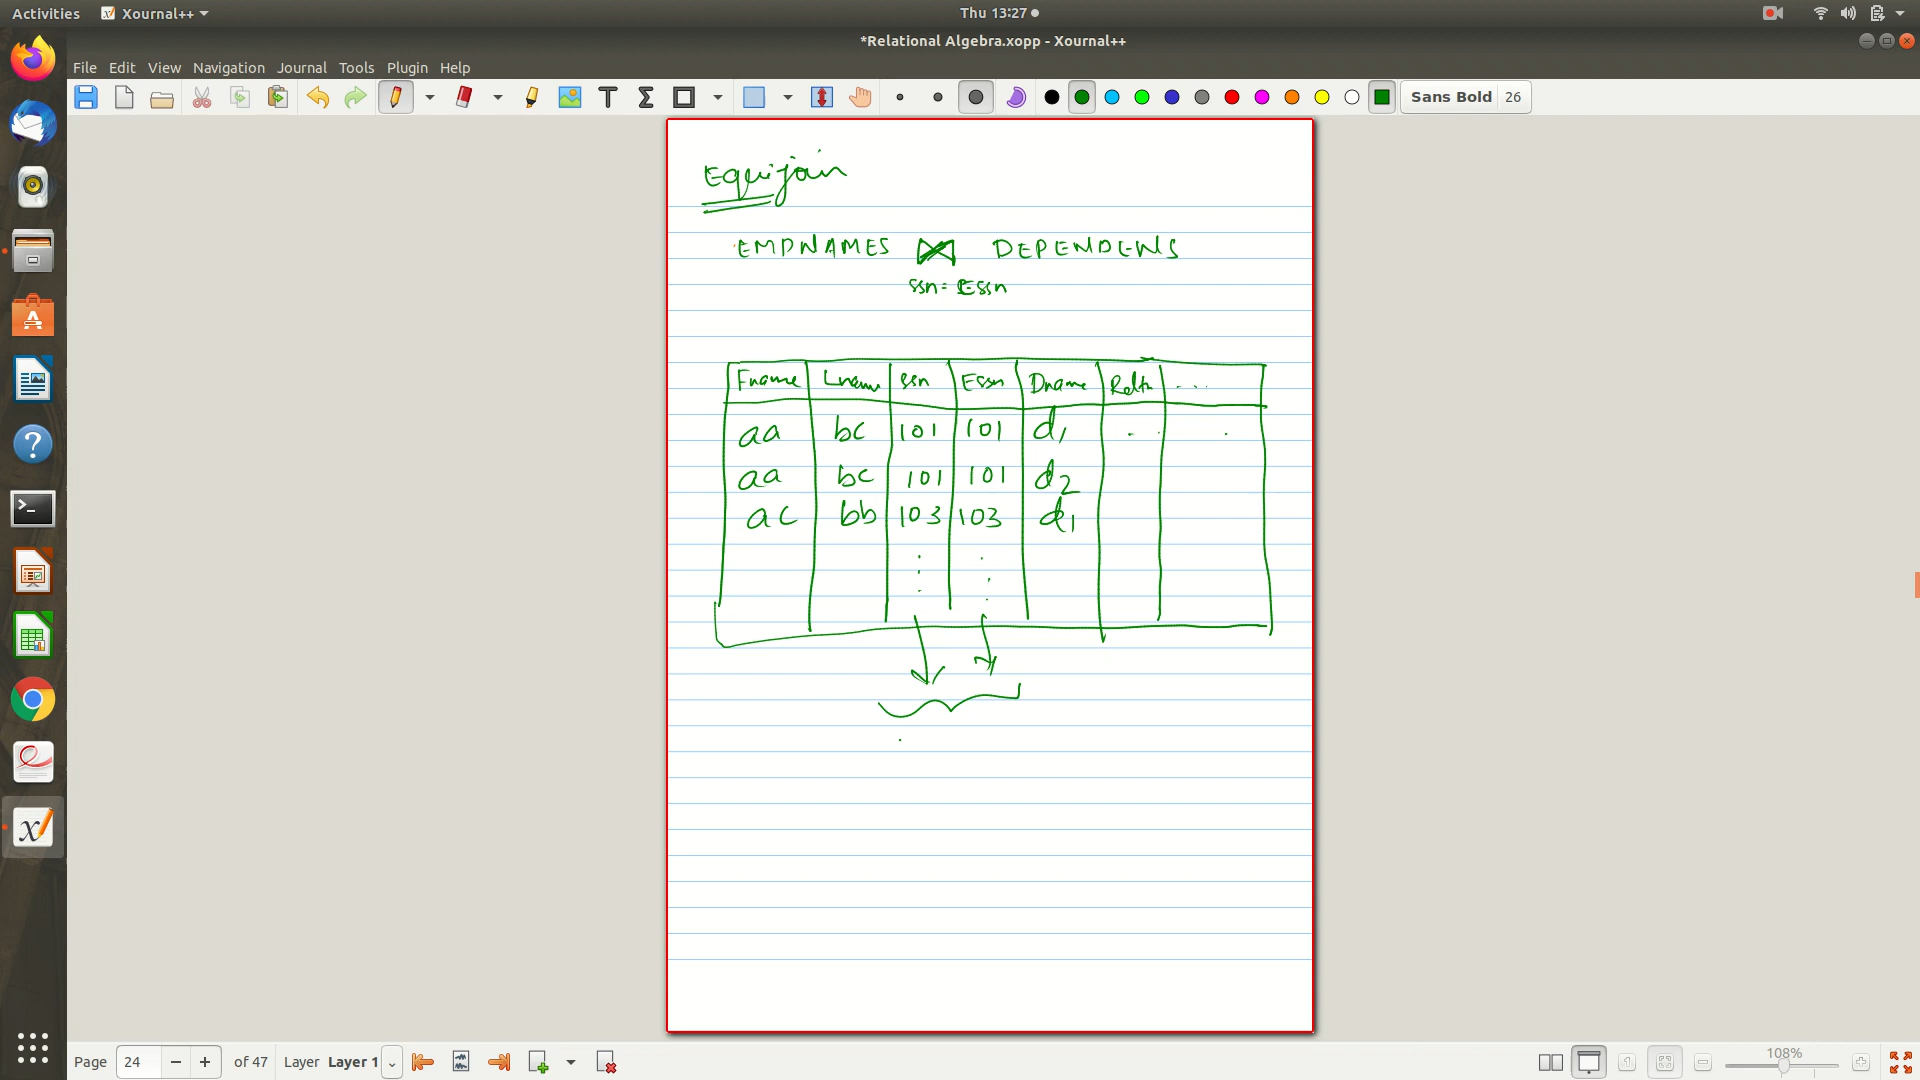 Activities Xournal++ Thu 13:27
*Relational Algebra.xopp - Xournal++
File Edit View Navigation Journal Tools Plugin Help
Sans Bold 26
Equijoin
EMPNAMES ⋈ DEPENDENS
ssn = Essn
Fname Lname ssn Essn Dname Reltn ...
aa bc 101 101 d1 . . .
aa bc 101 101 d2
ac bb 103 103 d1
Page 24 − + of 47 Layer Layer 1 108%